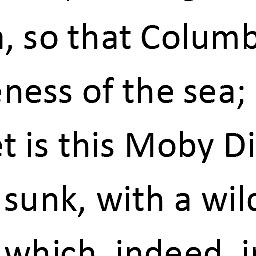 , so that Columb
eness of the sea;
et is this Moby Di
sunk, with a wild
which, indeed, i